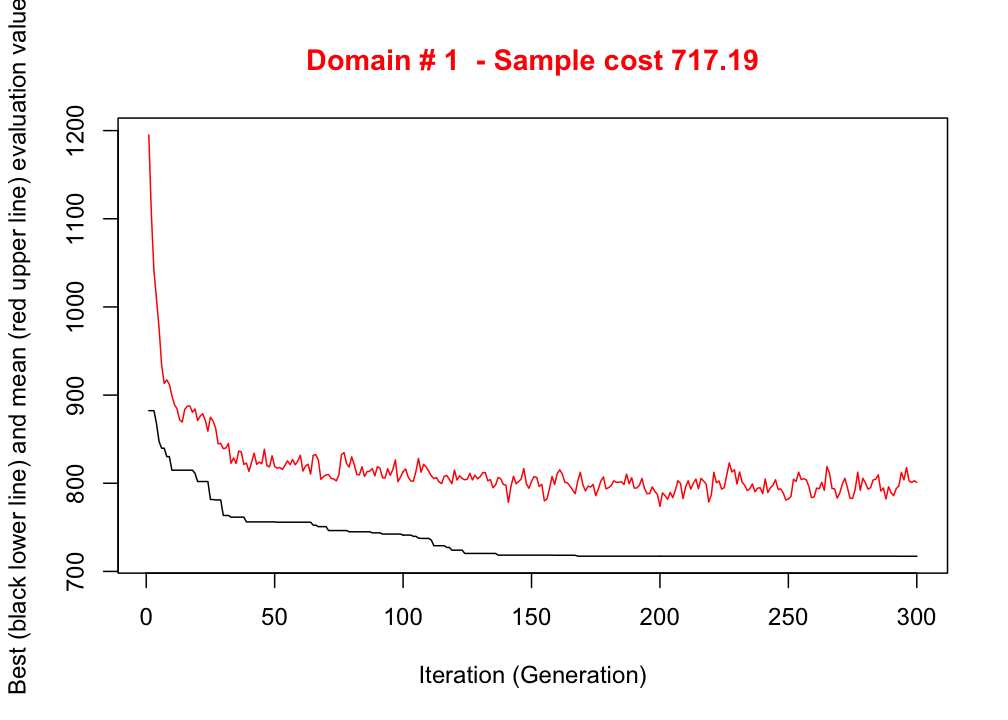 Domain # 1  - Sample cost 717.19
Best (black lower line) and mean (red upper line) evaluation value
1200
1100
1000
900
800
700
0 50 100 150 200 250 300
Iteration (Generation)